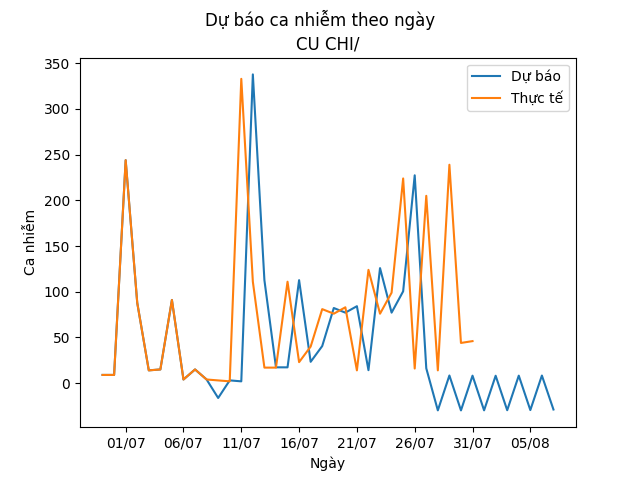 Dự báo ca nhiễm theo ngày
CU CHI/
Dự báo
Thực tế
Ca nhiễm
350
300
250
200
150
100
50
0
01/07 06/07 11/07 16/07 21/07 26/07 31/07 05/08
Ngày